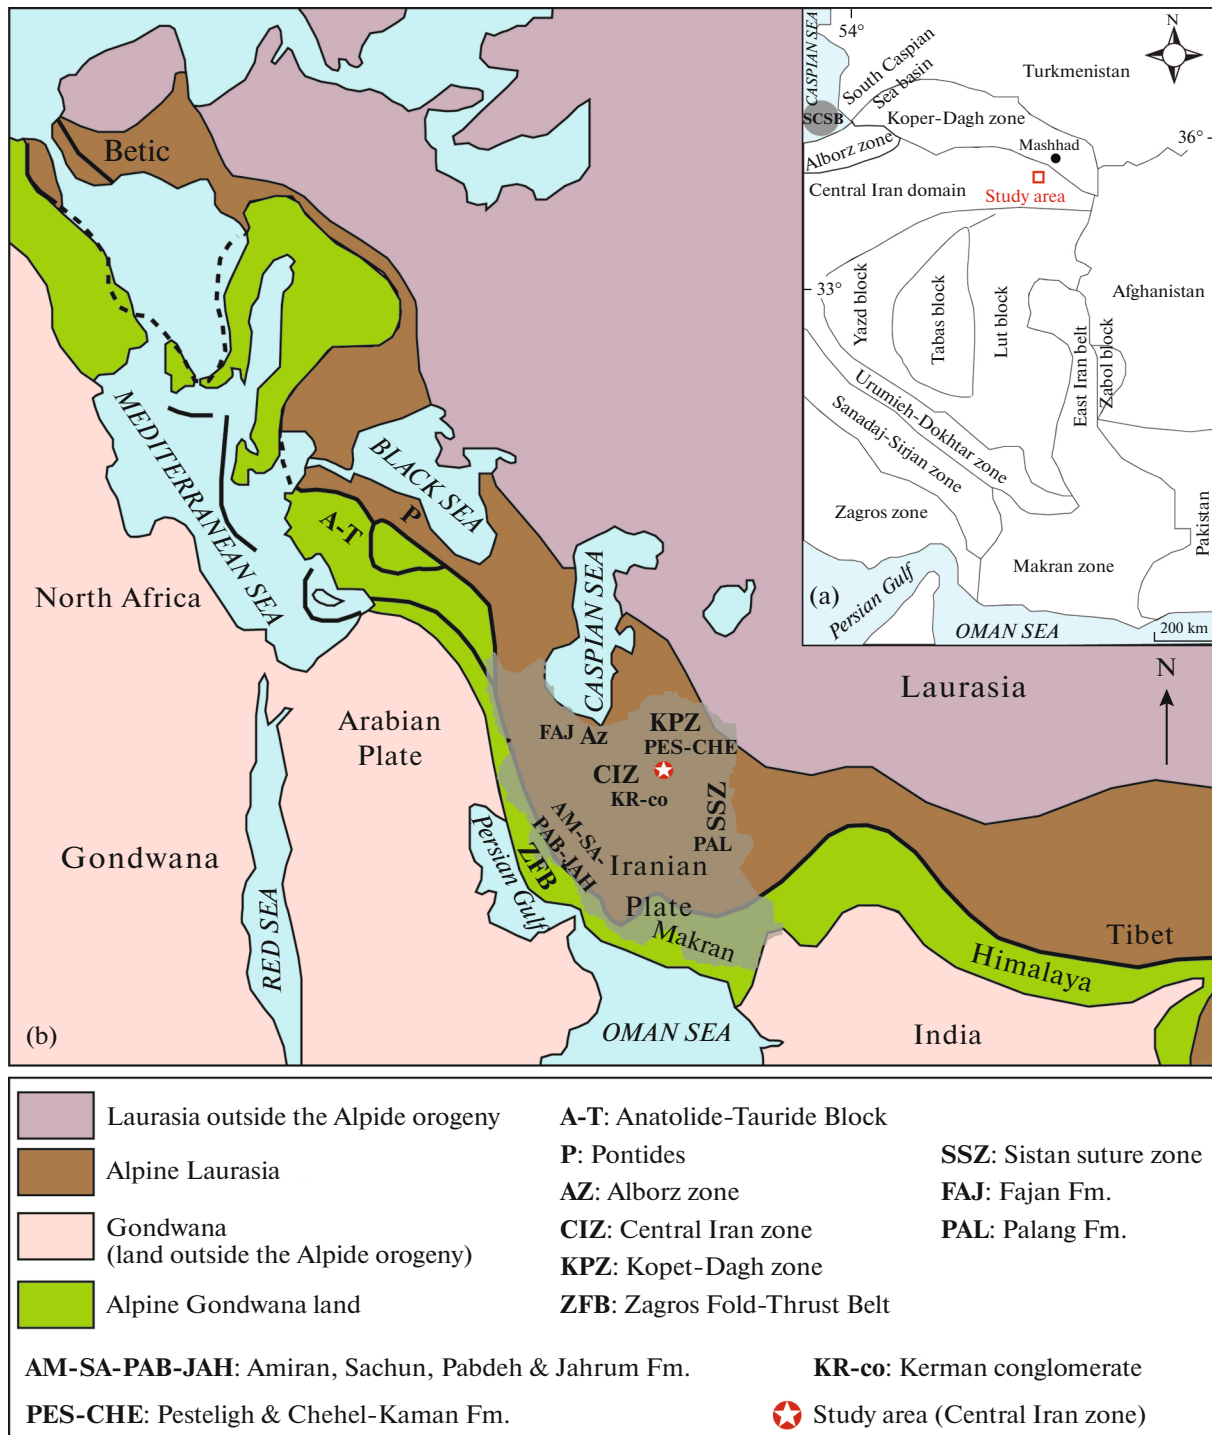 54°
N
CASPIAN SEA
South Caspian
Sea basin
Turkmenistan
SCSB
Koper-Dagh zone
36°
Alborz zone
Mashhad
Central Iran domain
Study area
33°
Yazd block
Tabas block
Lut block
Afghanistan
East Iran belt
Zabol block
Urumieh-Dokhtar zone
Sanadaj-Sirjan zone
Zagros zone
Pakistan
Makran zone
(a)
Persian Gulf
OMAN SEA
200 km
Betic
MEDITERRANEAN SEA
BLACK SEA
A-T
P
North Africa
CASPIAN SEA
Laurasia
N
Arabian
Plate
FAJ
Az
KPZ
PES-CHE
CIZ
KR-co
SSZ
PAL
AM-SA-
PAB-JAH
ZFB
Iranian
Plate
Makran
Persian Gulf
Gondwana
RED SEA
Tibet
Himalaya
OMAN SEA
India
(b)
Laurasia outside the Alpide orogeny
Alpine Laurasia
Gondwana
(land outside the Alpide orogeny)
Alpine Gondwana land
A-T: Anatolide-Tauride Block
P: Pontides
AZ: Alborz zone
CIZ: Central Iran zone
KPZ: Kopet-Dagh zone
ZFB: Zagros Fold-Thrust Belt
SSZ: Sistan suture zone
FAJ: Fajan Fm.
PAL: Palang Fm.
AM-SA-PAB-JAH: Amiran, Sachun, Pabdeh & Jahrum Fm.
KR-co: Kerman conglomerate
PES-CHE: Pesteligh & Chehel-Kaman Fm.
Study area (Central Iran zone)